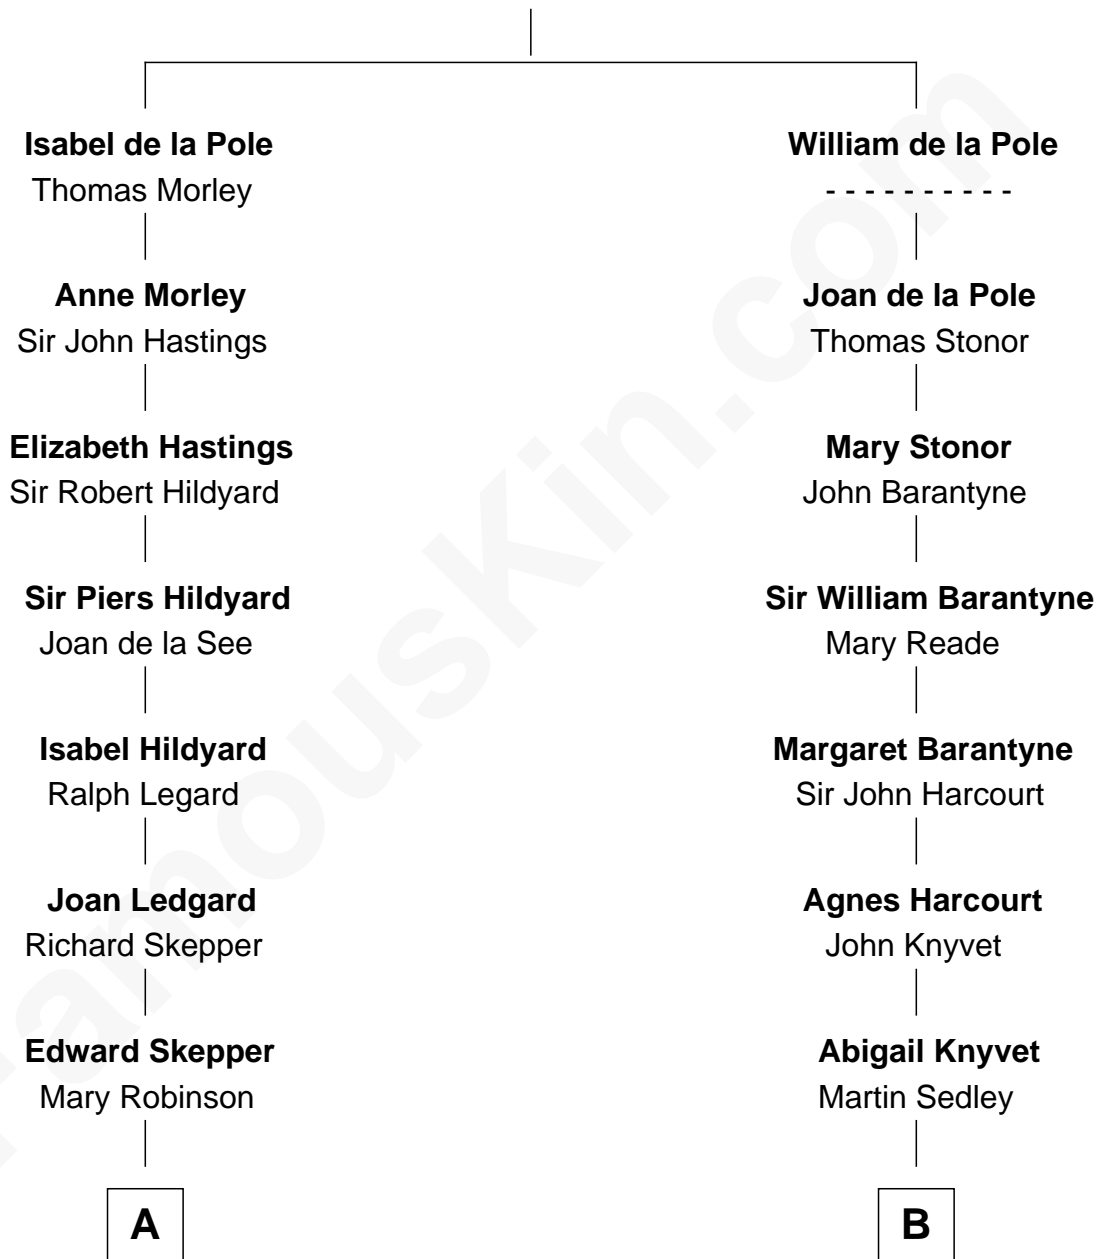 Isabel de la Pole
Thomas Morley
Anne Morley
Sir John Hastings
Elizabeth Hastings
Sir Robert Hildyard
Sir Piers Hildyard
Joan de la See
Isabel Hildyard
Ralph Legard
Joan Ledgard
Richard Skepper
Edward Skepper
Mary Robinson
A
William de la Pole
- - - - - - - - - -
Joan de la Pole
Thomas Stonor
Mary Stonor
John Barantyne
Sir William Barantyne
Mary Reade
Margaret Barantyne
Sir John Harcourt
Agnes Harcourt
John Knyvet
Abigail Knyvet
Martin Sedley
B
FamousKin.com